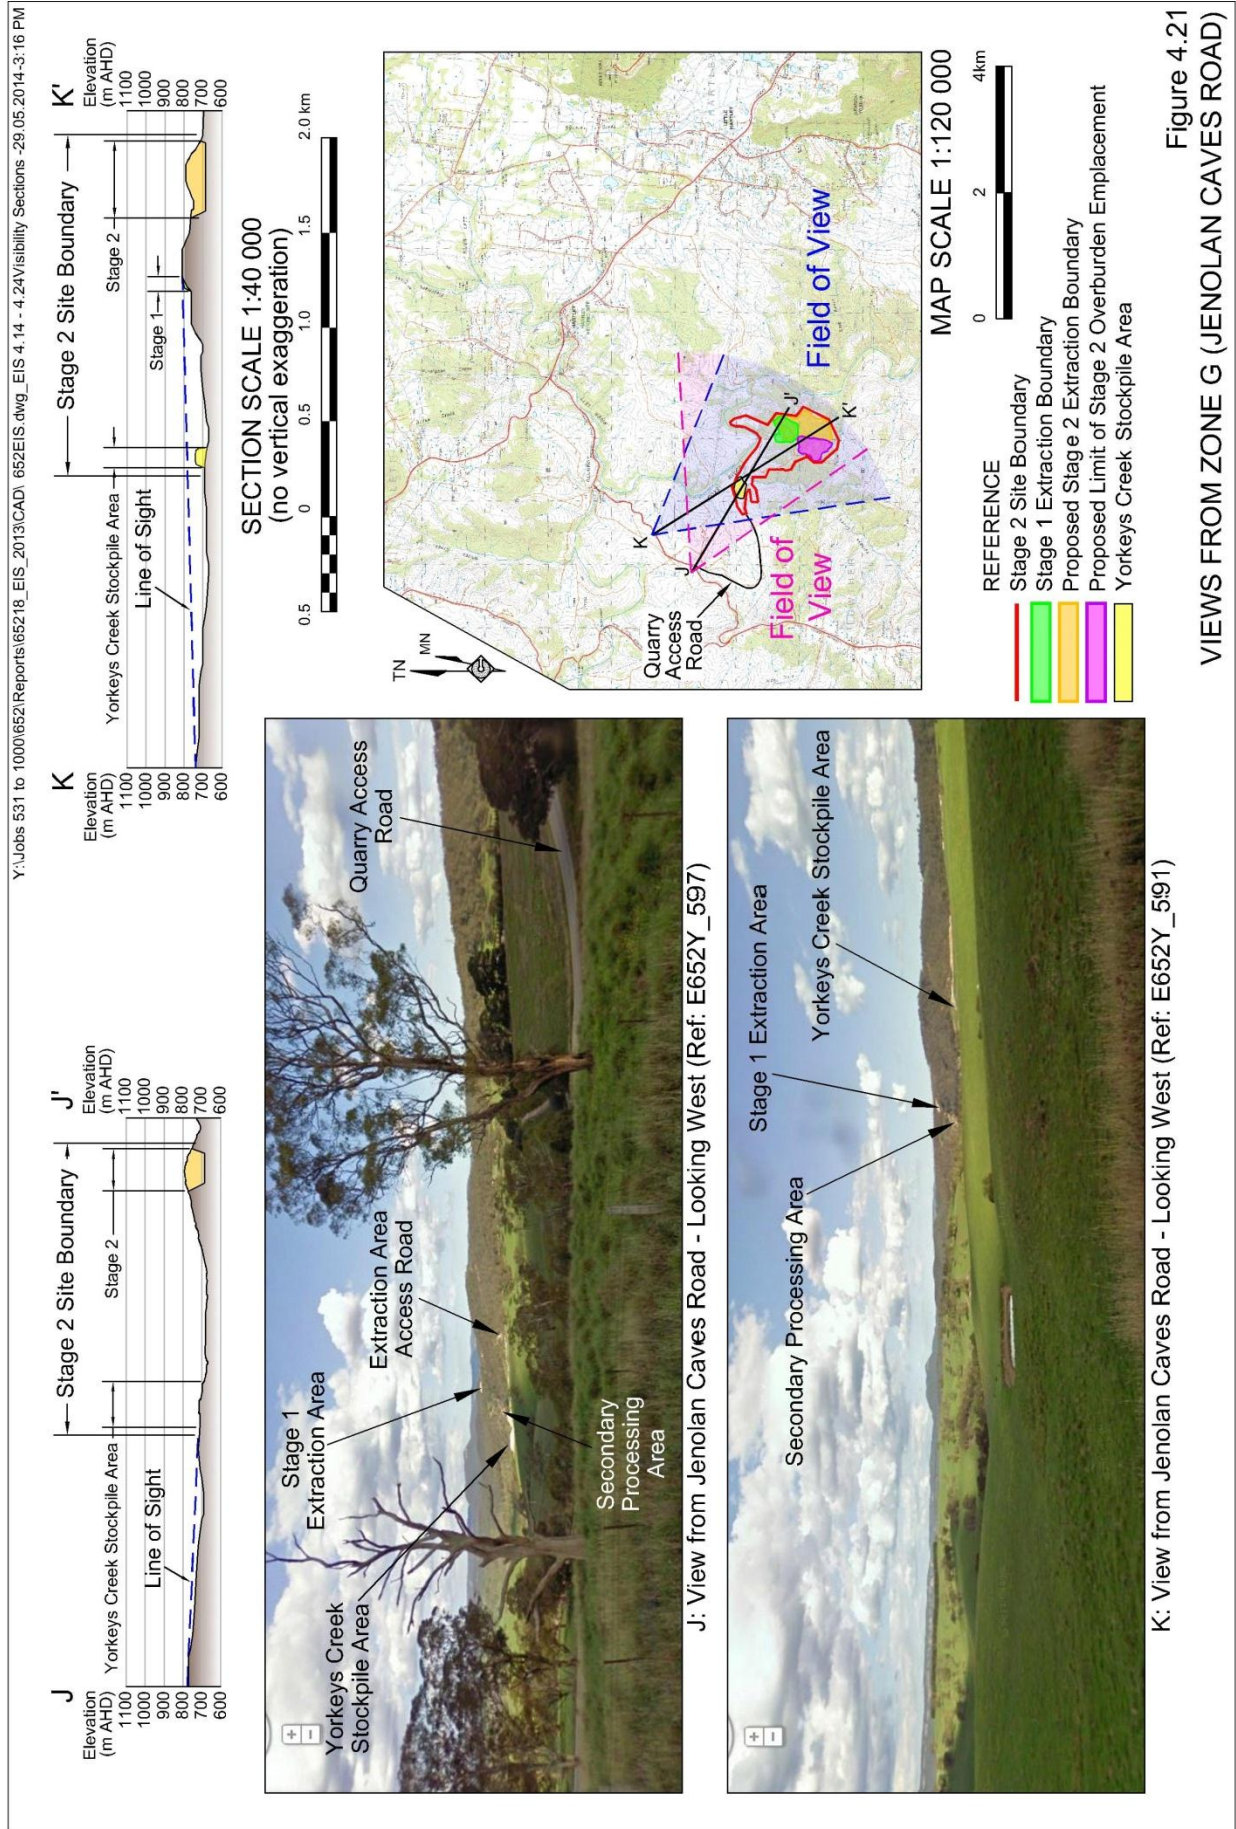 Y:\Jobs 531 to 1000\652\Reports\65218_EIS_2013\CAD\ 652EIS.dwg_EIS 4.14 - 4.24Visibility Sections -29.05.2014-3:16 PM
J
J'
Elevation
(m AHD)
1100
1000
900
800
700
600
Stage 2 Site Boundary
Yorkeys Creek Stockpile Area
Line of Sight
Stage 2
Elevation
(m AHD)
1100
1000
900
800
700
600
K
K'
Elevation
(m AHD)
1100
1000
900
800
700
600
Stage 2 Site Boundary
Yorkeys Creek Stockpile Area
Line of Sight
Stage 1
Stage 2
Elevation
(m AHD)
1100
1000
900
800
700
600
SECTION SCALE 1:40 000
(no vertical exaggeration)
0.5
0
0.5
1.0
1.5
2.0 km
Yorkeys Creek
Stockpile Area
Stage 1
Extraction Area
Extraction Area
Access Road
Quarry Access
Road
Secondary
Processing
Area
J: View from Jenolan Caves Road - Looking West (Ref: E652Y_597)
Secondary Processing Area
Stage 1 Extraction Area
Yorkeys Creek Stockpile Area
K: View from Jenolan Caves Road - Looking West (Ref: E652Y_591)
TN
MN
Quarry
Access
Road
J
K
J'
K'
Field of
View
Field of View
MAP SCALE 1:120 000
0
2
4km
REFERENCE
Stage 2 Site Boundary
Stage 1 Extraction Boundary
Proposed Stage 2 Extraction Boundary
Proposed Limit of Stage 2 Overburden Emplacement
Yorkeys Creek Stockpile Area
Figure 4.21
VIEWS FROM ZONE G (JENOLAN CAVES ROAD)